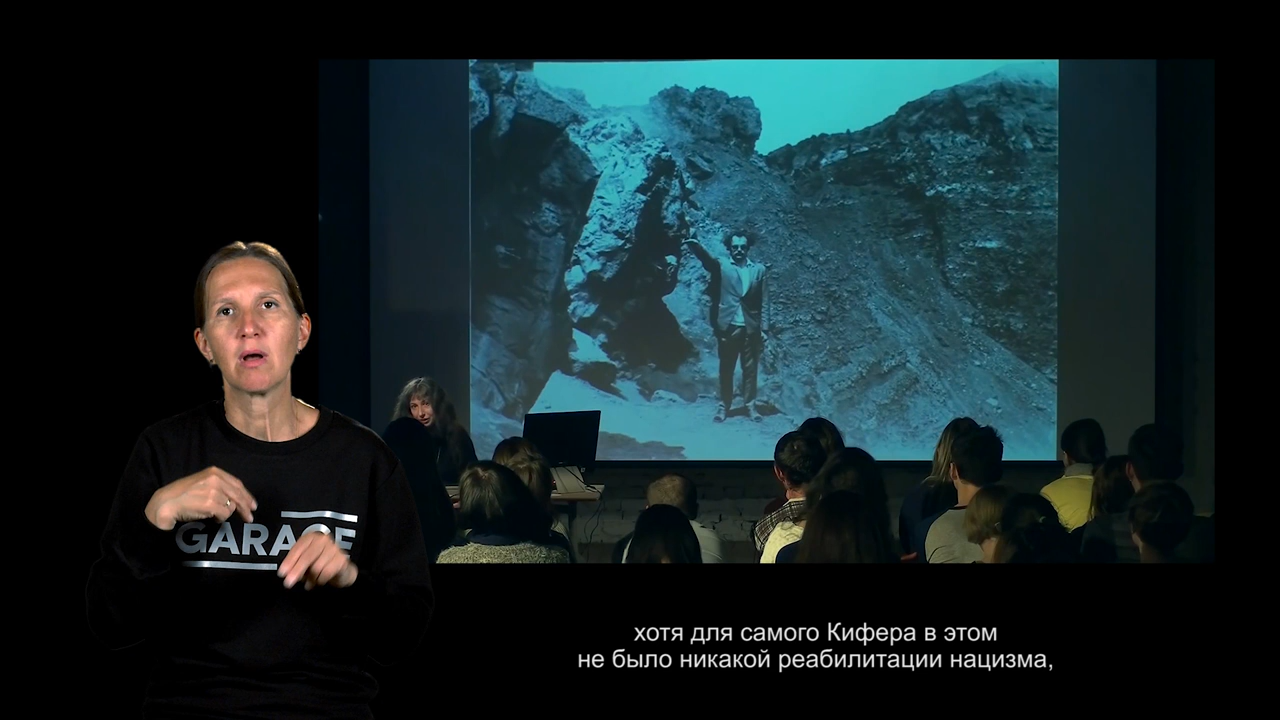 GARAGE
хотя для самого Кифера в этом
не было никакой реабилитации нацизма,